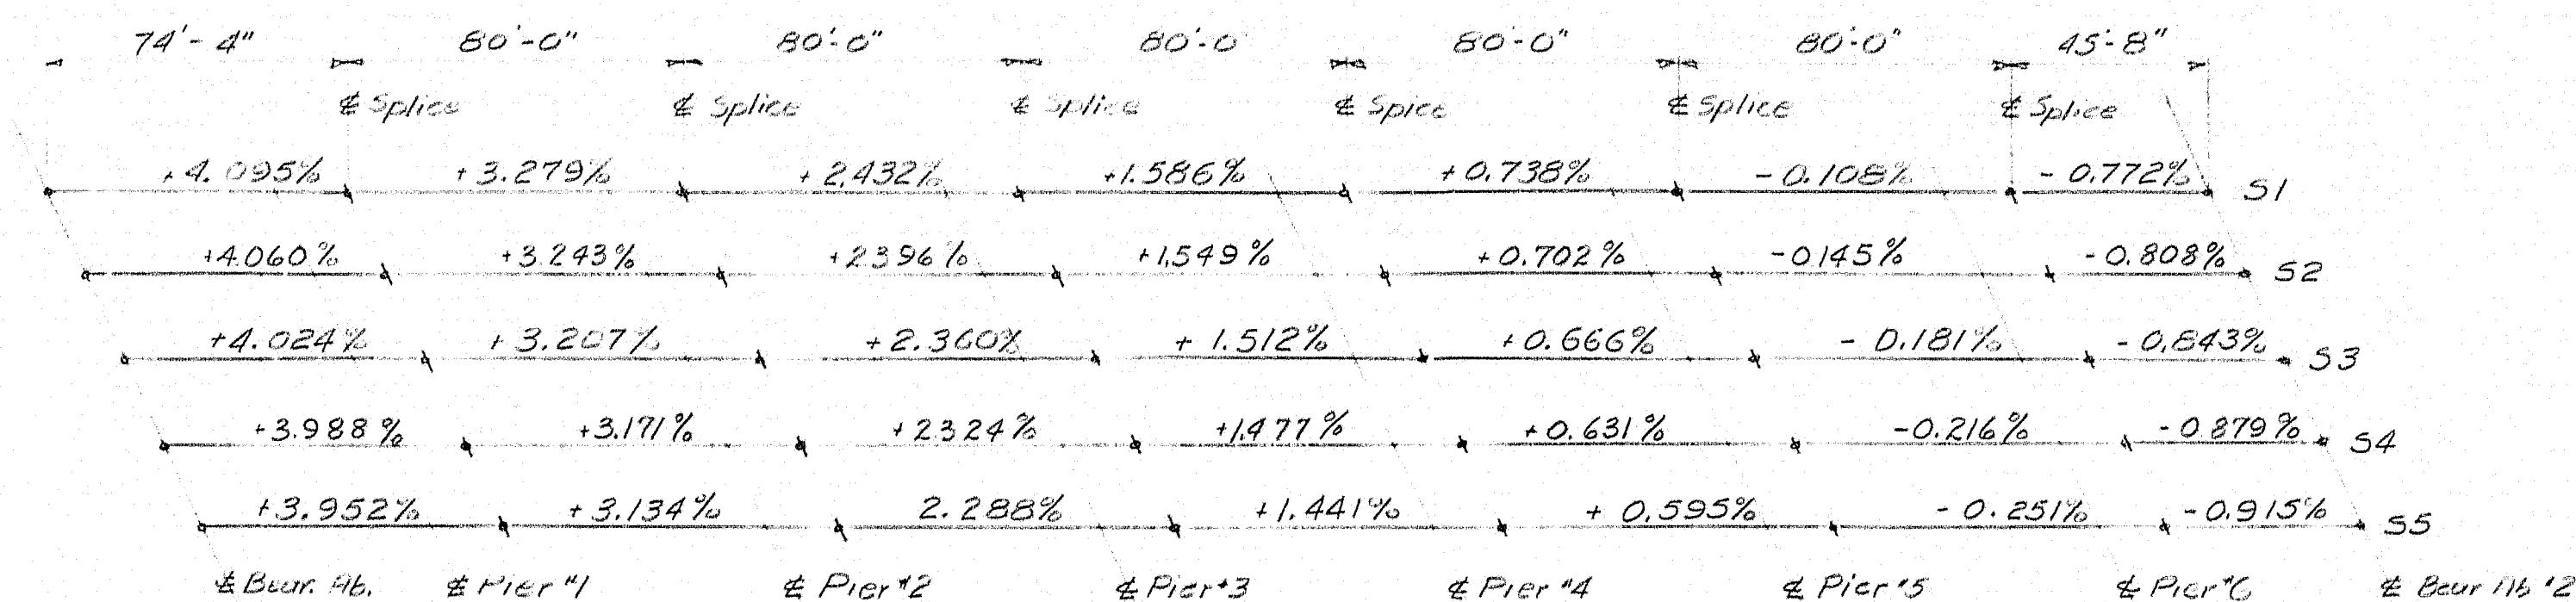 74'-4" 80'-0" 80'-0" 80'-0 80'-0" 80'-0" 45'-8"
℄ Splice ℄ Splice ℄ Splice ℄ Spice ℄ Splice ℄ Splice
+4.095% +3.279% +2.432% +1.586% +0.738% -0.108% -0.772% S1
+4.060% +3.243% +2396% +1.549% +0.702% -0.145% -0.808% S2
+4.024% +3.207% +2.360% +1.512% +0.666% -0.181% -0.843% S3
+3.988% +3.171% +2324% +1.477% +0.631% -0.216% -0.879% S4
+3.952% +3.134% 2.288% +1.441% +0.595% -0.251% -0.915% S5
℄ Bear. Ab. ℄ Pier #1 ℄ Pier #2 ℄ Pier #3 ℄ Pier #4 ℄ Pier #5 ℄ Pier #6 ℄ Bear Ab #2